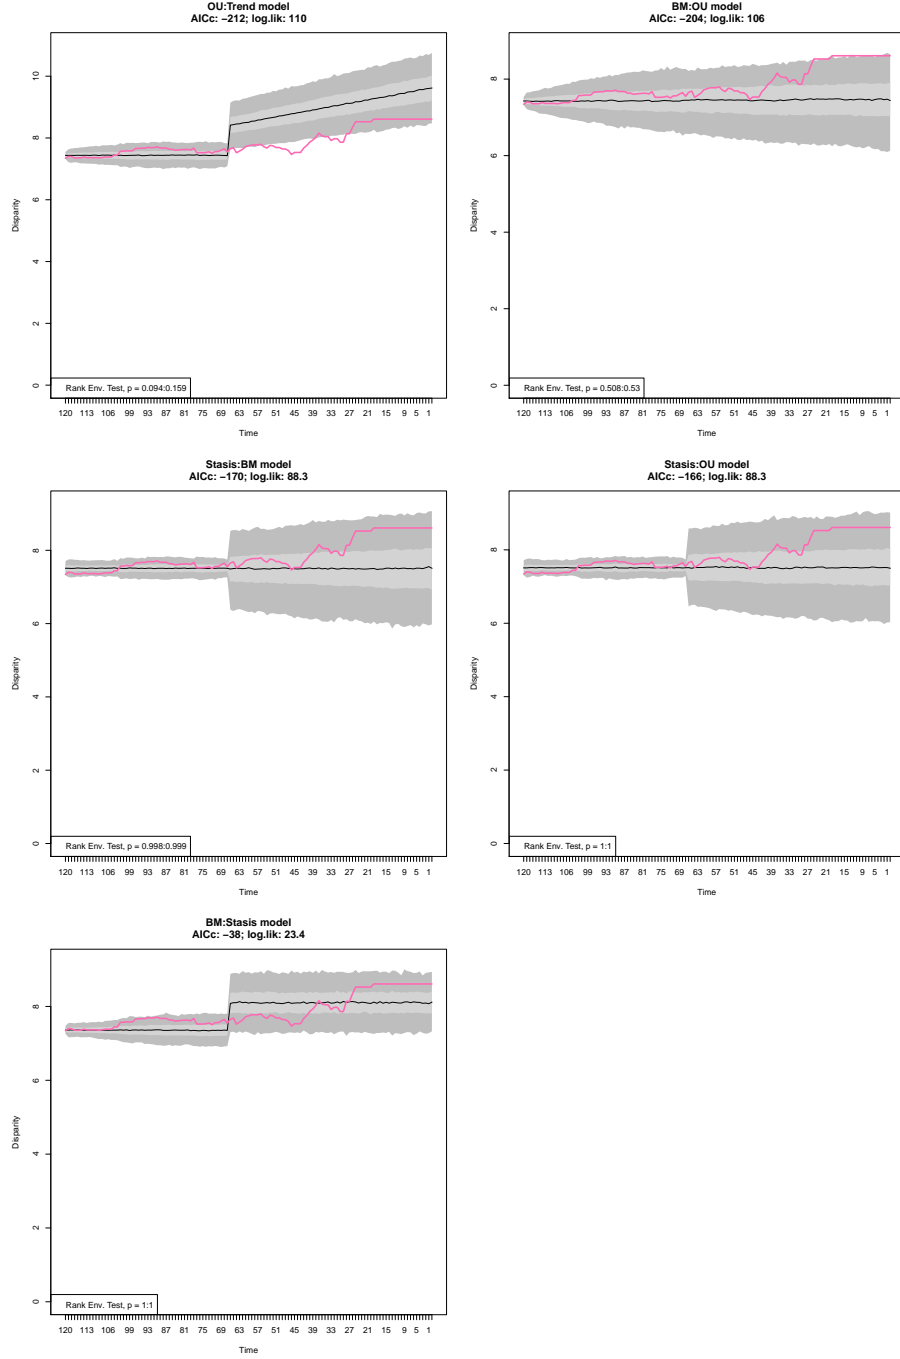 OU:Trend model
AICc: −212; log.lik: 110
Disparity
10
8
6
4
2
0
Rank Env. Test, p = 0.094:0.159
120 113 106 99 93 87 81 75 69 63 57 51 45 39 33 27 21 15 9 5 1
Time
BM:OU model
AICc: −204; log.lik: 106
Disparity
8
6
4
2
0
Rank Env. Test, p = 0.508:0.53
120 113 106 99 93 87 81 75 69 63 57 51 45 39 33 27 21 15 9 5 1
Time
Stasis:BM model
AICc: −170; log.lik: 88.3
Disparity
8
6
4
2
0
Rank Env. Test, p = 0.998:0.999
120 113 106 99 93 87 81 75 69 63 57 51 45 39 33 27 21 15 9 5 1
Time
Stasis:OU model
AICc: −166; log.lik: 88.3
Disparity
8
6
4
2
0
Rank Env. Test, p = 1:1
120 113 106 99 93 87 81 75 69 63 57 51 45 39 33 27 21 15 9 5 1
Time
BM:Stasis model
AICc: −38; log.lik: 23.4
Disparity
8
6
4
2
0
Rank Env. Test, p = 1:1
120 113 106 99 93 87 81 75 69 63 57 51 45 39 33 27 21 15 9 5 1
Time